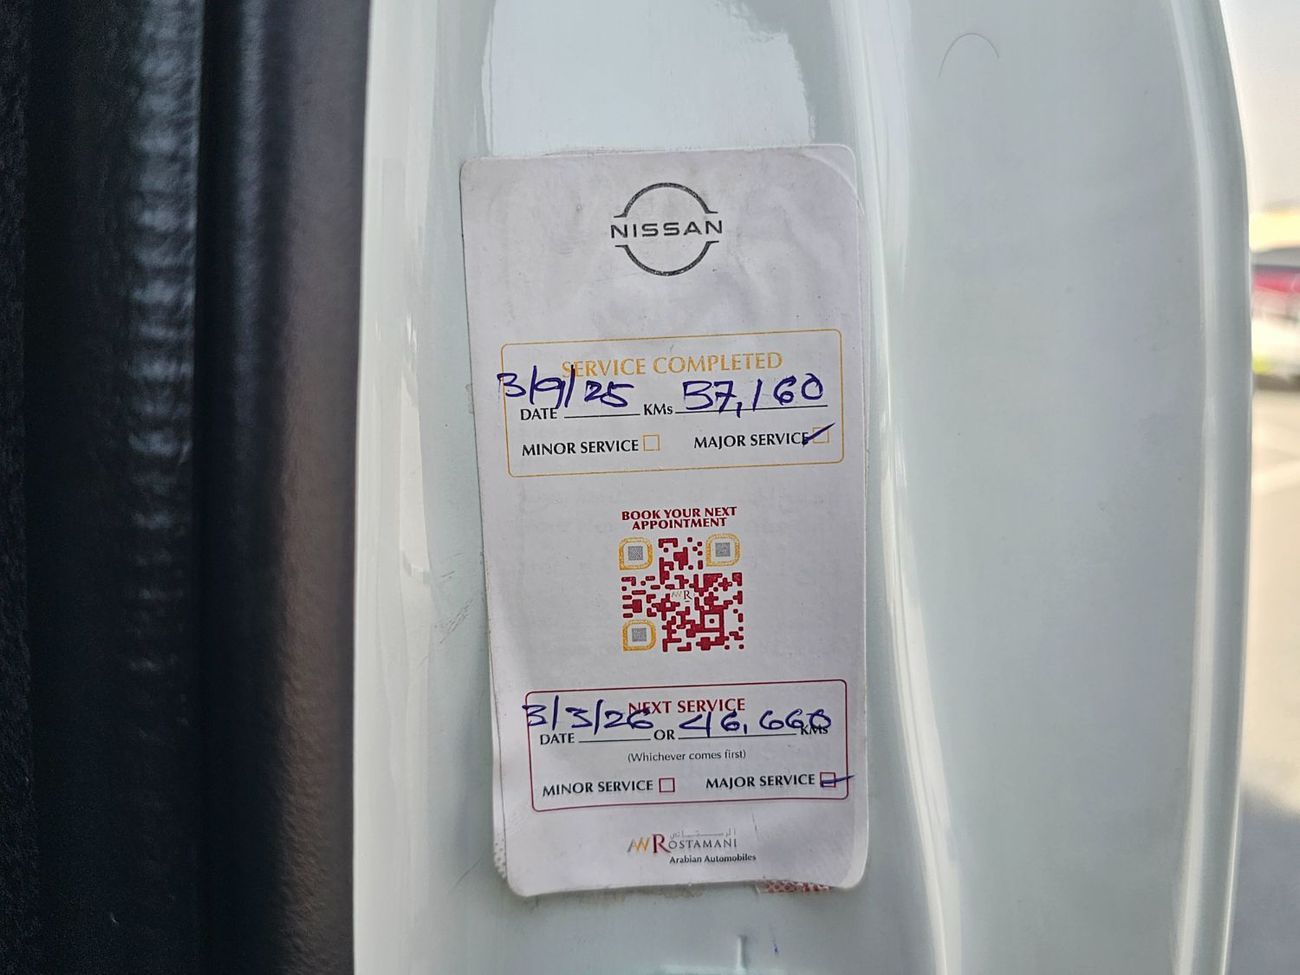 NISSAN
SERVICE COMPLETED
DATE 3/9/25 KMs 37,160
MINOR SERVICE MAJOR SERVICE
BOOK YOUR NEXT
APPOINTMENT
NEXT SERVICE
DATE 3/3/26 OR 46,660 KMs
(Whichever comes first)
MINOR SERVICE MAJOR SERVICE
الرستماني
AWROSTAMANI
Arabian Automobiles